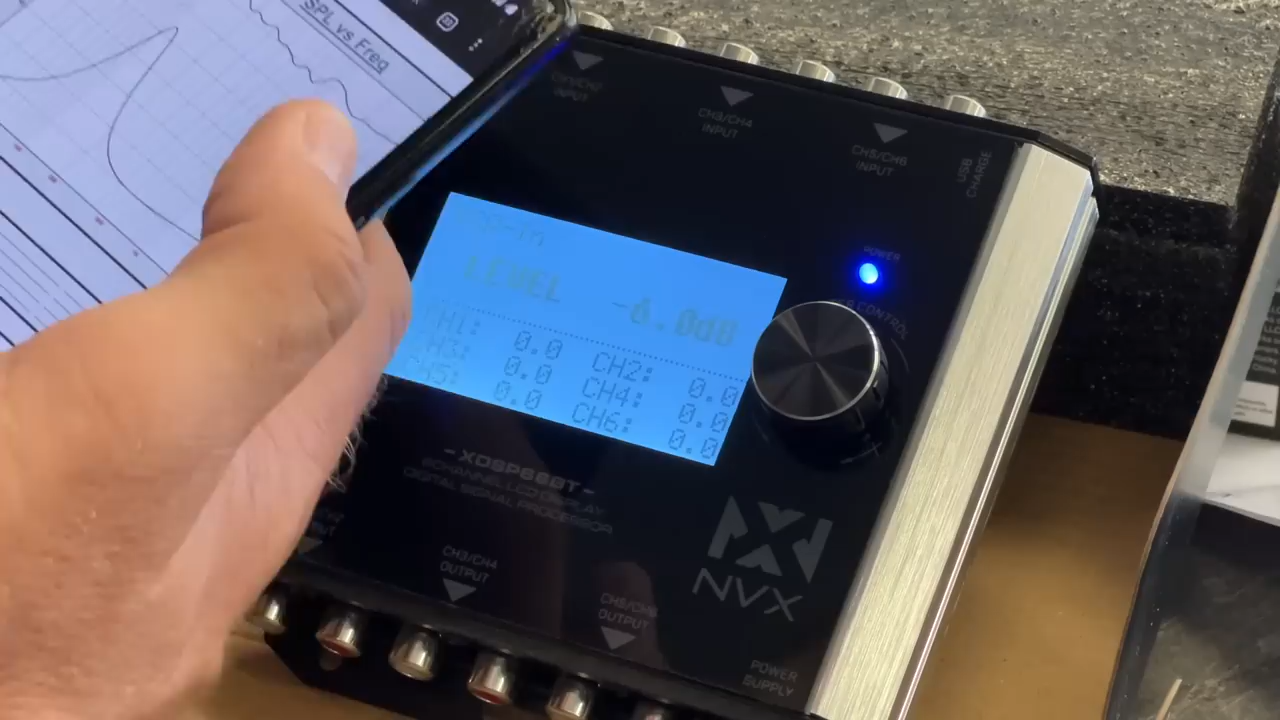 SPL vs Freq
CH1/CH2
INPUT
CH3/CH4
INPUT
CH5/CH6
INPUT
USB
CHARGE
POWER
CONTROL
LEVEL -6.0dB
CH1: 0.0 CH2: 0.0
CH3: 0.0 CH4: 0.0
CH5: 0.0 CH6: 0.0
-XDSP66BT-
6CHANNEL LCD DISPLAY
DIGITAL SIGNAL PROCESSOR
CH3/CH4
OUTPUT
CH5/CH6
OUTPUT
NVX
POWER
SUPPLY